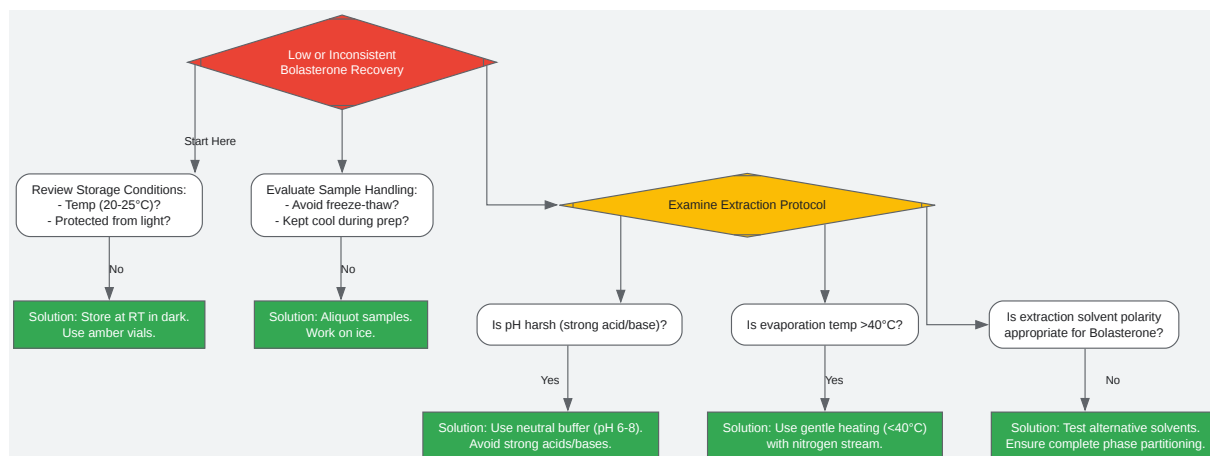 Low or Inconsistent
Bolasterone Recovery
Start Here
Review Storage Conditions:
- Temp (20-25°C)?
- Protected from light?
Evaluate Sample Handling:
- Avoid freeze-thaw?
- Kept cool during prep?
Examine Extraction Protocol
No
No
Solution: Store at RT in dark.
Use amber vials.
Solution: Aliquot samples.
Work on ice.
Is pH harsh (strong acid/base)?
Is evaporation temp >40°C?
Is extraction solvent polarity
appropriate for Bolasterone?
Yes
Yes
No
Solution: Use neutral buffer (pH 6-8).
Avoid strong acids/bases.
Solution: Use gentle heating (<40°C)
with nitrogen stream.
Solution: Test alternative solvents.
Ensure complete phase partitioning.